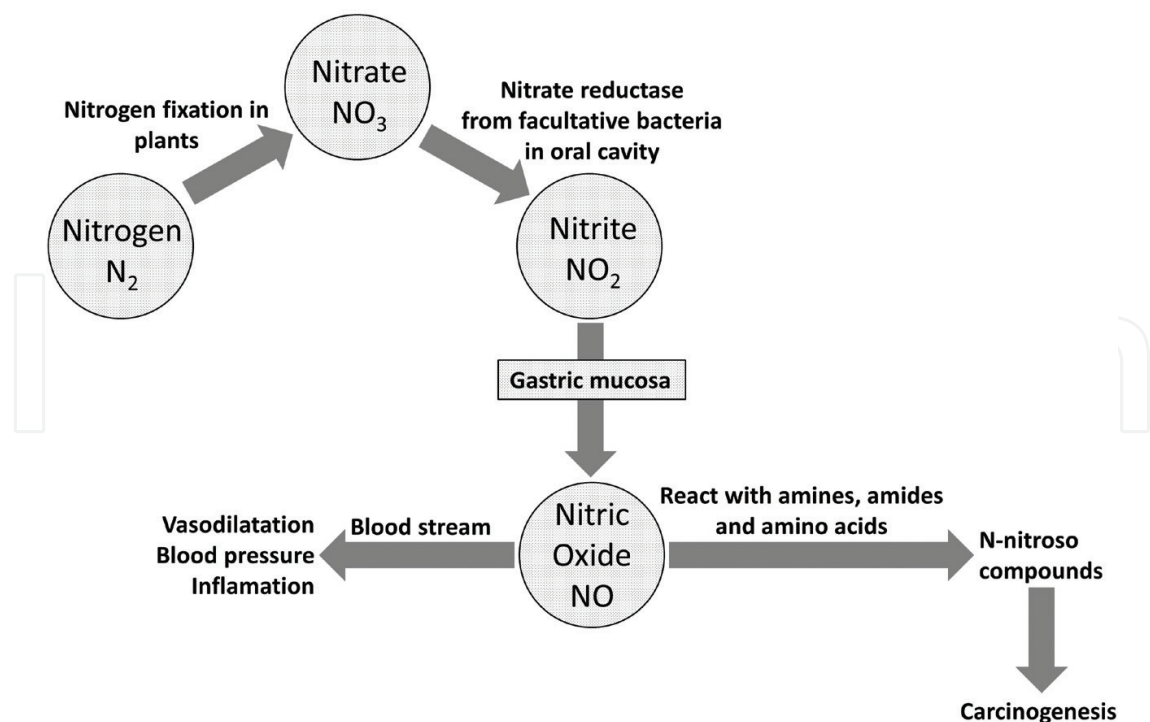 Nitrate
NO₃
Nitrogen fixation in
plants
Nitrate reductase
from facultative bacteria
in oral cavity
Nitrogen
N₂
Nitrite
NO₂
Gastric mucosa
Nitric
Oxide
NO
Blood stream
Vasodilatation
Blood pressure
Inflamation
React with amines, amides
and amino acids
N-nitroso
compounds
Carcinogenesis